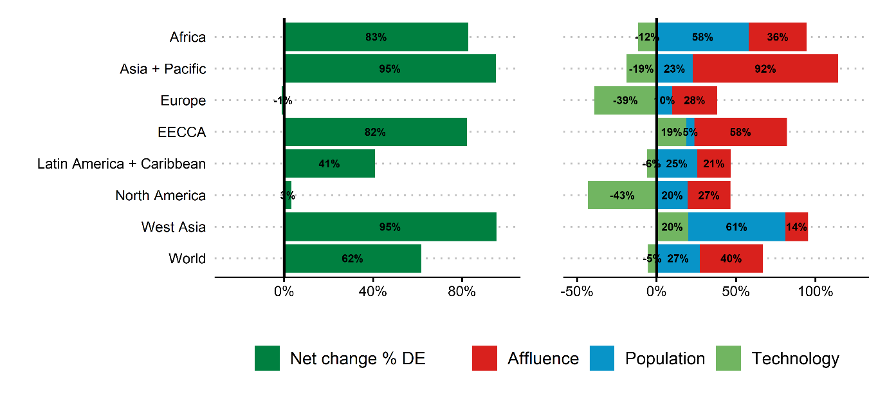 Africa 83% -12% 58% 36%
Asia + Pacific 95% -19% 23% 92%
Europe -1% -39% 10% 28%
EECCA 82% 19% 5% 58%
Latin America + Caribbean 41% -6% 25% 21%
North America 3% -43% 20% 27%
West Asia 95% 20% 61% 14%
World 62% -5% 27% 40%
0% 40% 80% -50% 0% 50% 100%
Net change % DE Affluence Population Technology